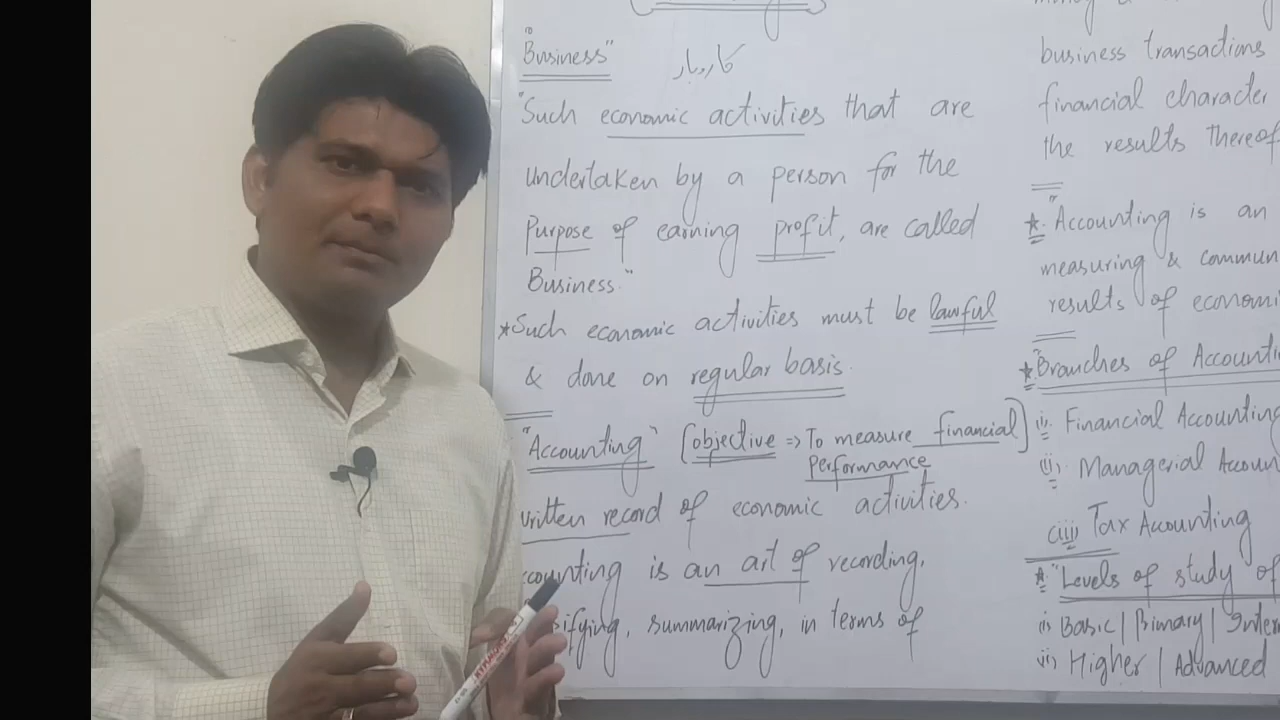 "Business" کاروبار
"Such economic activities that are
undertaken by a person for the
Purpose of earning profit, are called
Business."
*Such economic activities must be lawful
& done on regular basis.
"Accounting" [objective => To measure financial
Performance]
written record of economic activities.
ccounting is an art of recording,
sifying, summarizing, in terms of
business transactions
financial character
the results thereof
* "Accounting is an
measuring & commun
results of economi
* "Branches of Accounti
(i) Financial Accounting
(ii) Managerial Accoun
(iii) Tax Accounting
* "Levels of study of
(i) Basic | Primary | Inter
(ii) Higher | Advanced